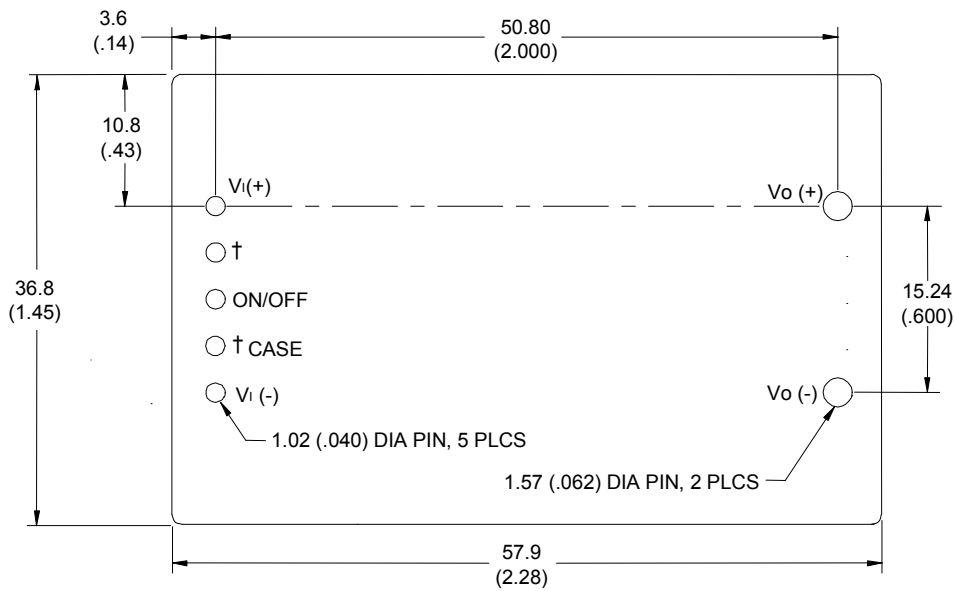 3.6
(.14)
50.80
(2.000)
10.8
(.43)
VI(+)
Vo (+)
†
36.8
(1.45)
ON/OFF
15.24
(.600)
† CASE
VI (-)
Vo (-)
1.02 (.040) DIA PIN, 5 PLCS
1.57 (.062) DIA PIN, 2 PLCS
57.9
(2.28)